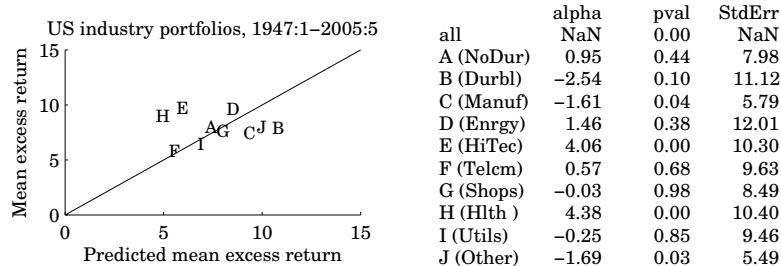 US industry portfolios, 1947:1−2005:5
15
10
5
0
0
5
10
15
Mean excess return
Predicted mean excess return
A
B
C
D
E
F
G
H
I
J
alpha pval StdErr
all NaN 0.00 NaN
A (NoDur) 0.95 0.44 7.98
B (Durbl) −2.54 0.10 11.12
C (Manuf) −1.61 0.04 5.79
D (Enrgy) 1.46 0.38 12.01
E (HiTec) 4.06 0.00 10.30
F (Telcm) 0.57 0.68 9.63
G (Shops) −0.03 0.98 8.49
H (Hlth ) 4.38 0.00 10.40
I (Utils) −0.25 0.85 9.46
J (Other) −1.69 0.03 5.49